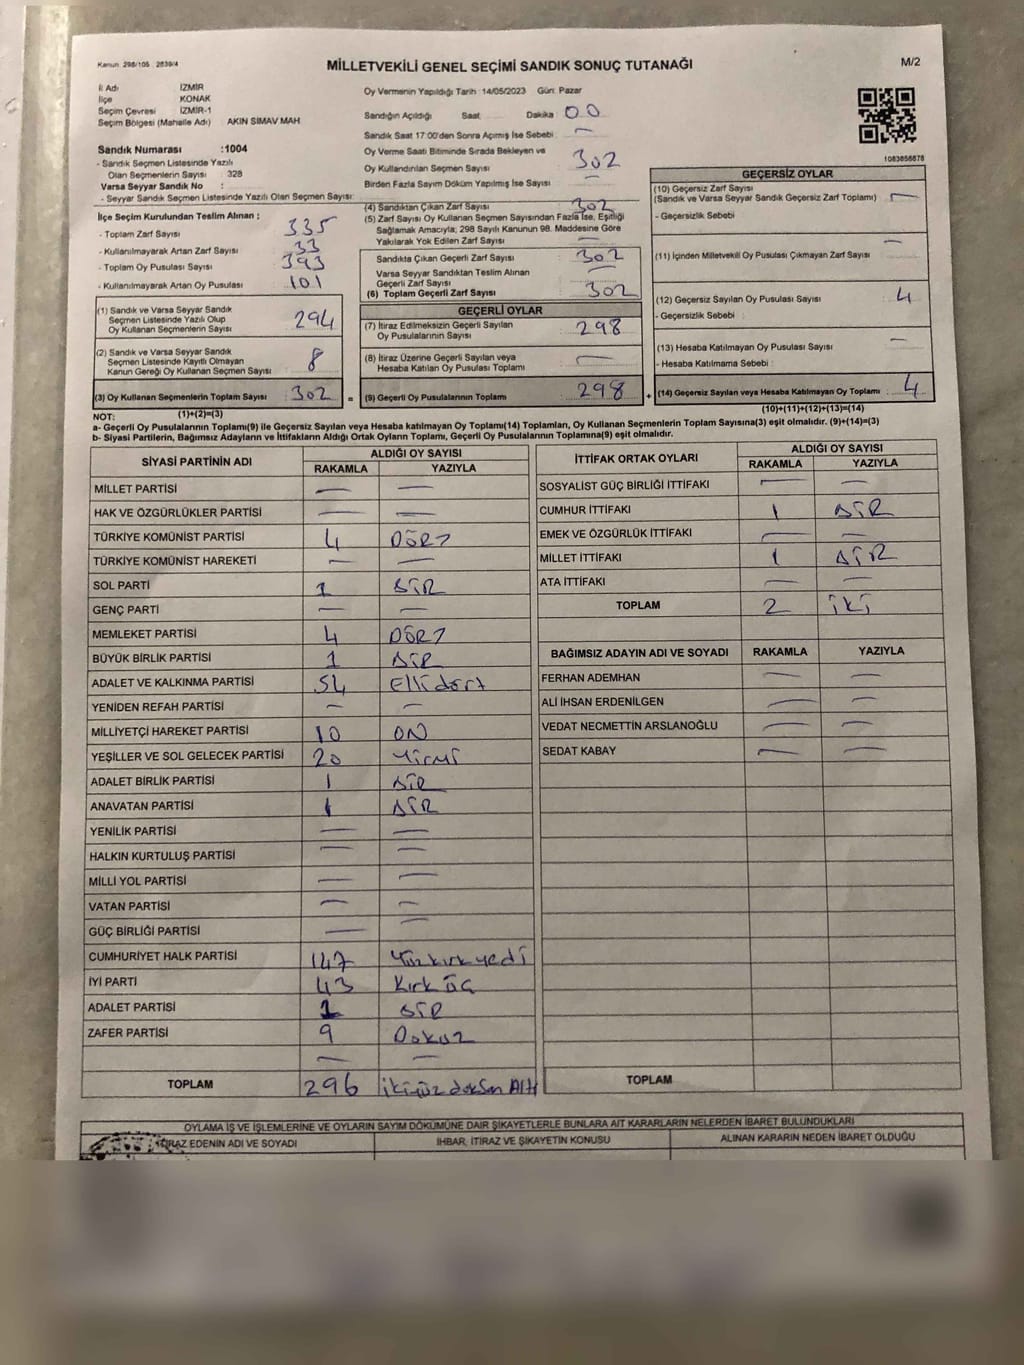 Kanun 298/105 2839/4
MİLLETVEKİLİ GENEL SEÇİMİ SANDIK SONUÇ TUTANAĞI
M/2
İl Adı İZMİR
İlçe KONAK
Seçim Çevresi İZMİR-1
Seçim Bölgesi (Mahalle Adı) AKIN SİMAV MAH
Sandık Numarası :1004
- Sandık Seçmen Listesinde Yazılı
Olan Seçmenlerin Sayısı : 328
Varsa Seyyar Sandık No :
- Seyyar Sandık Seçmen Listesinde Yazılı Olan Seçmen Sayısı:
Oy Vermenin Yapıldığı Tarih :14/05/2023 Gün: Pazar
Sandığın Açıldığı Saat Dakika 00
Sandık Saat 17:00'den Sonra Açımış İse Sebebi : —
Oy Verme Saati Bitiminde Sırada Bekleyen ve
Oy Kullandırılan Seçmen Sayısı 302
Birden Fazla Sayım Döküm Yapılmış İse Sayısı —
1083856878
İlçe Seçim Kurulundan Teslim Alınan :
- Toplam Zarf Sayısı 335
- Kullanılmayarak Artan Zarf Sayısı 33
- Toplam Oy Pusulası Sayısı 393
- Kullanılmayarak Artan Oy Pusulası 101
(1) Sandık ve Varsa Seyyar Sandık
Seçmen Listesinde Yazılı Olup
Oy Kullanan Seçmenlerin Sayısı 294
(2) Sandık ve Varsa Seyyar Sandık
Seçmen Listesinde Kayıtlı Olmayan
Kanun Gereği Oy Kullanan Seçmen Sayısı 8
(3) Oy Kullanan Seçmenlerin Toplam Sayısı 302 =
(4) Sandıktan Çıkan Zarf Sayısı 302
(5) Zarf Sayısı Oy Kullanan Seçmen Sayısından Fazla İse, Eşitliği
Sağlamak Amacıyla; 298 Sayılı Kanunun 98. Maddesine Göre
Yakılarak Yok Edilen Zarf Sayısı —
Sandıkta Çıkan Geçerli Zarf Sayısı 302
Varsa Seyyar Sandıktan Teslim Alınan
Geçerli Zarf Sayısı —
(6) Toplam Geçerli Zarf Sayısı 302
GEÇERLİ OYLAR
(7) İtiraz Edilmeksizin Geçerli Sayılan
Oy Pusulalarının Sayısı 298
(8) İtiraz Üzerine Geçerli Sayılan veya
Hesaba Katılan Oy Pusulası Toplamı —
(9) Geçerli Oy Pusulalarının Toplamı 298 +
GEÇERSİZ OYLAR
(10) Geçersiz Zarf Sayısı
(Sandık ve Varsa Seyyar Sandık Geçersiz Zarf Toplamı) —
- Geçersizlik Sebebi
(11) İçinden Milletvekili Oy Pusulası Çıkmayan Zarf Sayısı —
(12) Geçersiz Sayılan Oy Pusulası Sayısı 4
- Geçersizlik Sebebi :
(13) Hesaba Katılmayan Oy Pusulası Sayısı —
- Hesaba Katılmama Sebebi :
(14) Geçersiz Sayılan veya Hesaba Katılmayan Oy Toplamı 4
NOT: (1)+(2)=(3)
(10)+(11)+(12)+(13)=(14)
a- Geçerli Oy Pusulalarının Toplamı(9) ile Geçersiz Sayılan veya Hesaba katılmayan Oy Toplamı(14) Toplamları, Oy Kullanan Seçmenlerin Toplam Sayısına(3) eşit olmalıdır. (9)+(14)=(3)
b- Siyasi Partilerin, Bağımsız Adayların ve İttifakların Aldığı Ortak Oyların Toplamı, Geçerli Oy Pusulalarının Toplamına(9) eşit olmalıdır.
SİYASİ PARTİNİN ADI ALDIĞI OY SAYISI
RAKAMLA YAZIYLA
MİLLET PARTİSİ — —
HAK VE ÖZGÜRLÜKLER PARTİSİ — —
TÜRKİYE KOMÜNİST PARTİSİ 4 DÖRT
TÜRKİYE KOMÜNİST HAREKETİ — —
SOL PARTİ 1 BİR
GENÇ PARTİ — —
MEMLEKET PARTİSİ 4 DÖRT
BÜYÜK BİRLİK PARTİSİ 1 BİR
ADALET VE KALKINMA PARTİSİ 54 Ellidört
YENİDEN REFAH PARTİSİ — —
MİLLİYETÇİ HAREKET PARTİSİ 10 ON
YEŞİLLER VE SOL GELECEK PARTİSİ 20 Yirmi
ADALET BİRLİK PARTİSİ 1 BİR
ANAVATAN PARTİSİ 1 BİR
YENİLİK PARTİSİ — —
HALKIN KURTULUŞ PARTİSİ — —
MİLLİ YOL PARTİSİ — —
VATAN PARTİSİ — —
GÜÇ BİRLİĞİ PARTİSİ — —
CUMHURİYET HALK PARTİSİ 147 Yüzkırkyedi
İYİ PARTİ 43 Kırk üç
ADALET PARTİSİ 1 BİR
ZAFER PARTİSİ 9 Dokuz
— —
TOPLAM 296 ikiyüz doksan Altı
İTTİFAK ORTAK OYLARI ALDIĞI OY SAYISI
RAKAMLA YAZIYLA
SOSYALİST GÜÇ BİRLİĞİ İTTİFAKI — —
CUMHUR İTTİFAKI 1 BİR
EMEK VE ÖZGÜRLÜK İTTİFAKI — —
MİLLET İTTİFAKI 1 BİR
ATA İTTİFAKI — —
TOPLAM 2 İKİ
BAĞIMSIZ ADAYIN ADI VE SOYADI RAKAMLA YAZIYLA
FERHAN ADEMHAN — —
ALİ İHSAN ERDENİLGEN — —
VEDAT NECMETTİN ARSLANOĞLU — —
SEDAT KABAY — —
TOPLAM
OYLAMA İŞ VE İŞLEMLERİNE VE OYLARIN SAYIM DÖKÜMÜNE DAİR ŞİKAYETLERLE BUNLARA AİT KARARLARIN NELERDEN İBARET BULUNDUKLARI
İTİRAZ EDENİN ADI VE SOYADI İHBAR, İTİRAZ VE ŞİKAYETİN KONUSU ALINAN KARARIN NEDEN İBARET OLDUĞU